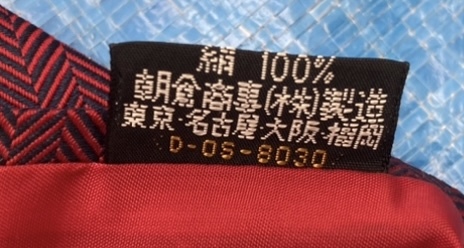 絹 100%
朝倉商事(株)製造
東京·名古屋·大阪·福岡
D-OS-8030